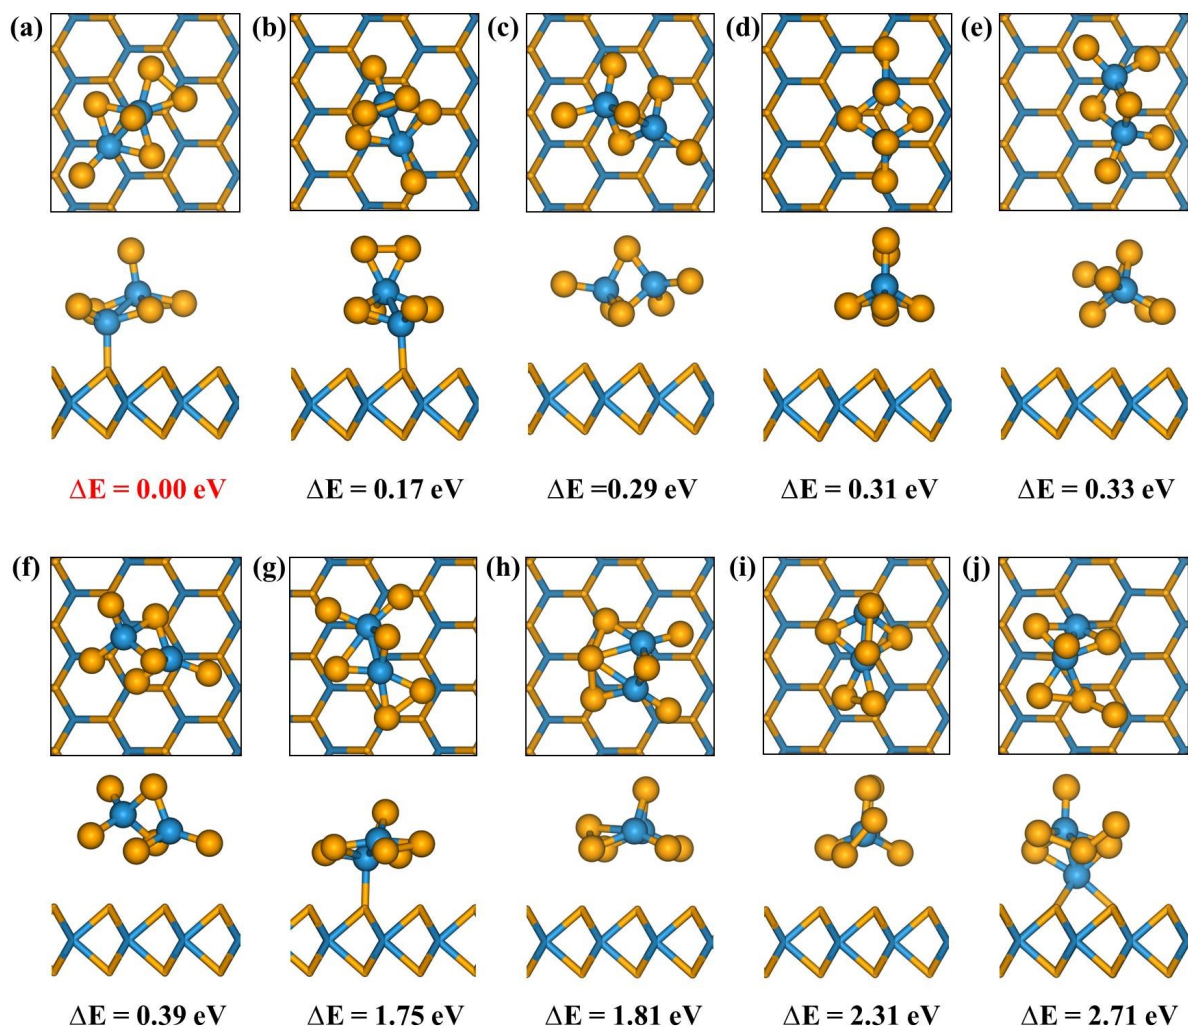 (a) (b) (c) (d) (e)
ΔE = 0.00 eV ΔE = 0.17 eV ΔE =0.29 eV ΔE = 0.31 eV ΔE = 0.33 eV
(f) (g) (h) (i) (j)
ΔE = 0.39 eV ΔE = 1.75 eV ΔE = 1.81 eV ΔE = 2.31 eV ΔE = 2.71 eV